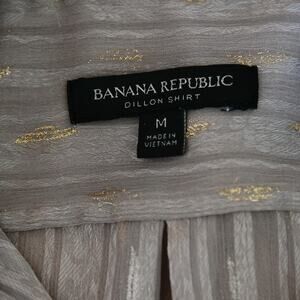 BANANA REPUBLIC
DILLON SHIRT
M
MADE IN
VIETNAM